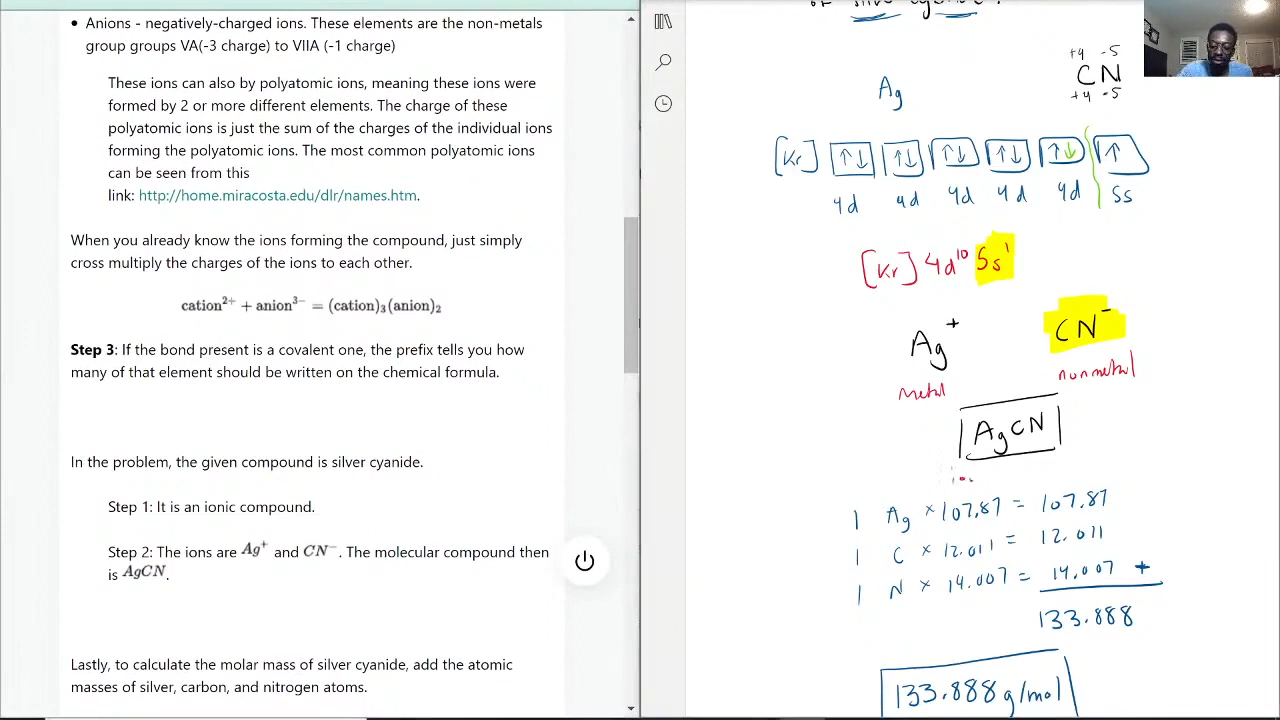 • Anions - negatively-charged ions. These elements are the non-metals
group groups VA(-3 charge) to VIIA (-1 charge)
These ions can also by polyatomic ions, meaning these ions were
formed by 2 or more different elements. The charge of these
polyatomic ions is just the sum of the charges of the individual ions
forming the polyatomic ions. The most common polyatomic ions
can be seen from this
link: http://home.miracosta.edu/dlr/names.htm.
When you already know the ions forming the compound, just simply
cross multiply the charges of the ions to each other.
cation²⁺ + anion³⁻ = (cation)₃(anion)₂
Step 3: If the bond present is a covalent one, the prefix tells you how
many of that element should be written on the chemical formula.
In the problem, the given compound is silver cyanide.
Step 1: It is an ionic compound.
Step 2: The ions are Ag⁺ and CN⁻. The molecular compound then
is AgCN.
Lastly, to calculate the molar mass of silver cyanide, add the atomic
masses of silver, carbon, and nitrogen atoms.
of silver cyanide?
+4 -5
CN
+4 -5
Ag
[Kr] ↑↓ ↑↓ ↑↓ ↑↓ ↑↓ ↑
4d 4d 4d 4d 4d 5s
[Kr] 4d¹⁰ 5s¹
Ag⁺ CN⁻
metal nonmetal
AgCN
1 Ag × 107.87 = 107.87
1 C × 12.011 = 12.011
1 N × 14.007 = 14.007 +
133.888
133.888 g/mol